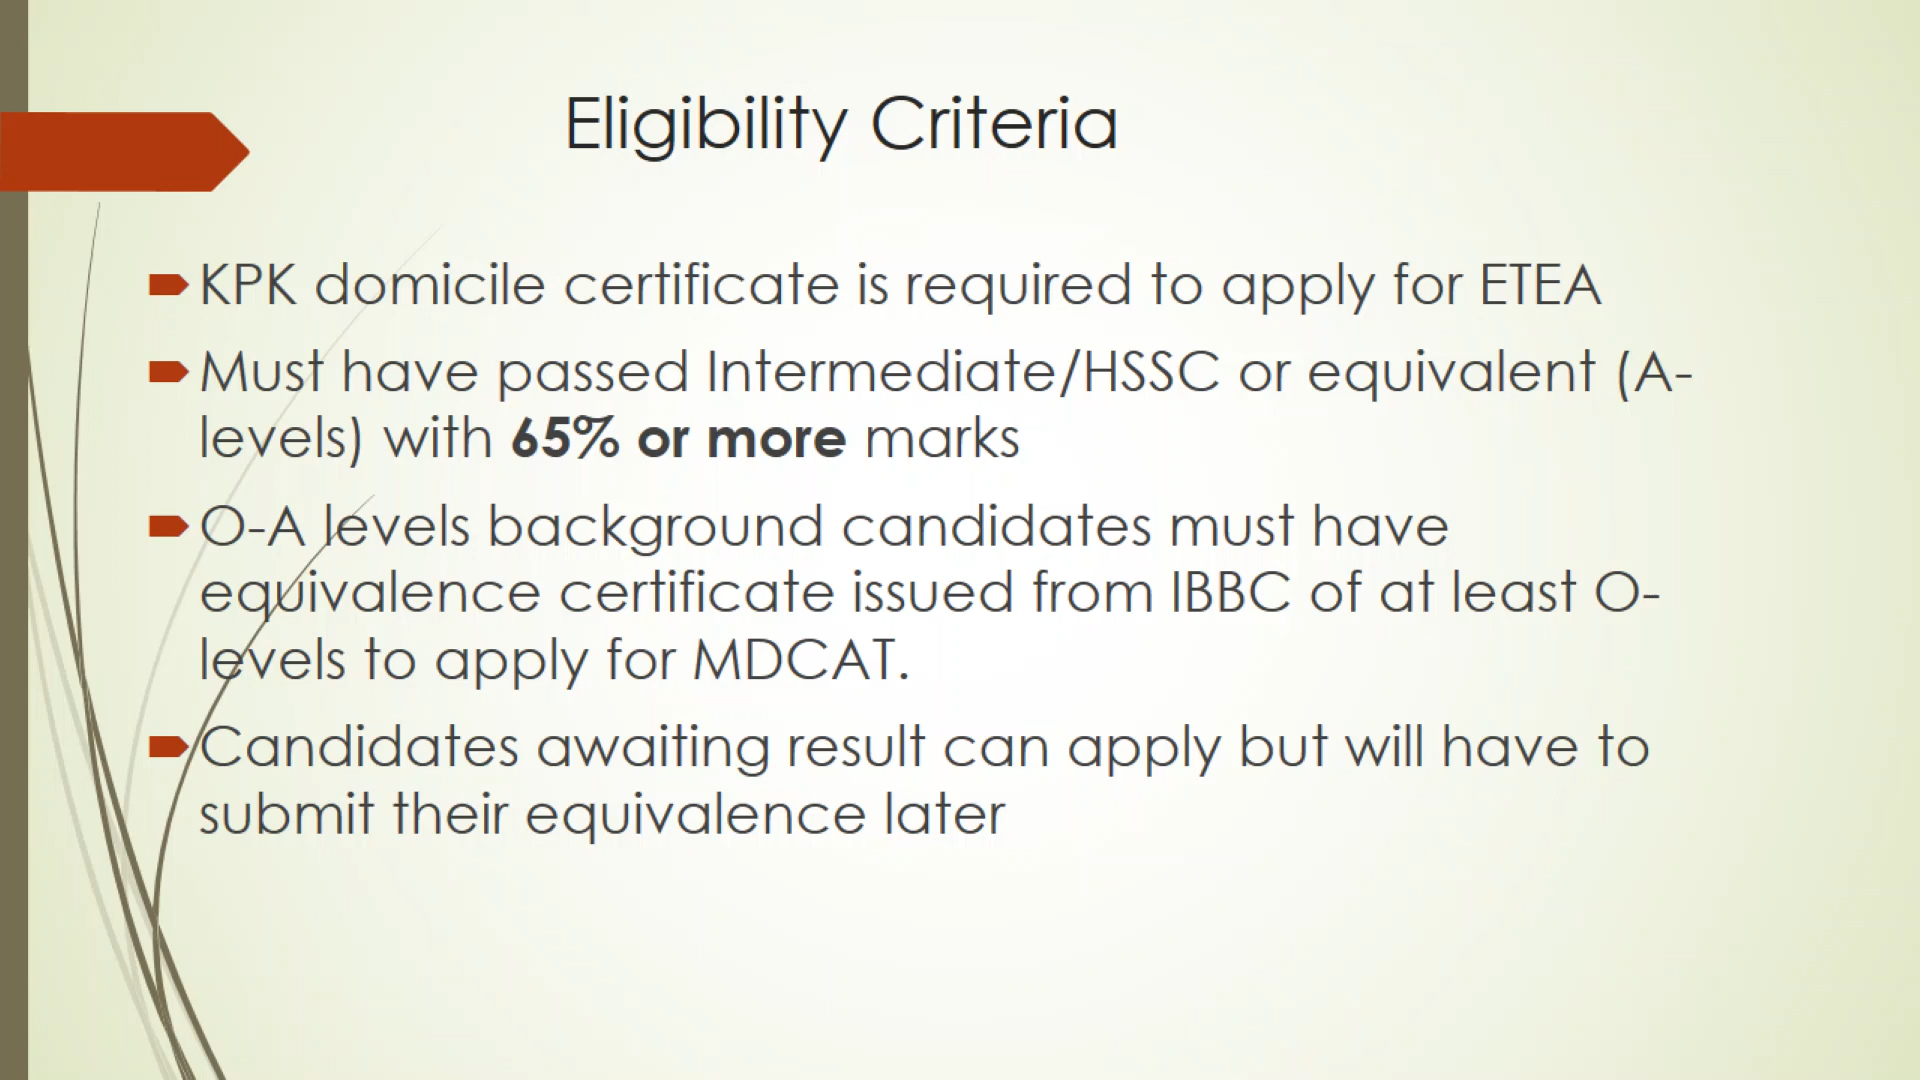 Eligibility Criteria
KPK domicile certificate is required to apply for ETEA
Must have passed Intermediate/HSSC or equivalent (A-
levels) with 65% or more marks
O-A levels background candidates must have
equivalence certificate issued from IBBC of at least O-
levels to apply for MDCAT.
Candidates awaiting result can apply but will have to
submit their equivalence later